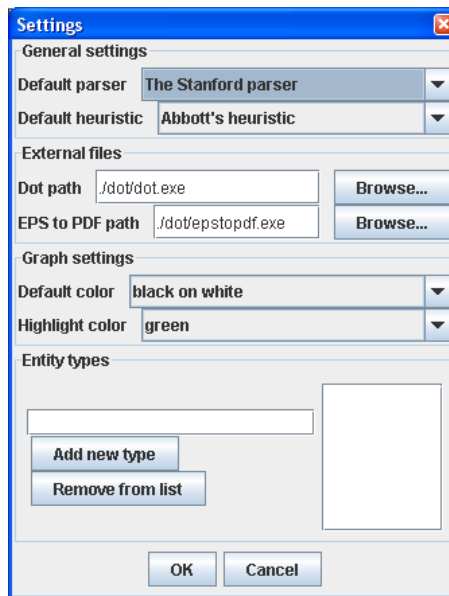 Settings
General settings
Default parser The Stanford parser
Default heuristic Abbott's heuristic
External files
Dot path ./dot/dot.exe Browse...
EPS to PDF path ./dot/epstopdf.exe Browse...
Graph settings
Default color black on white
Highlight color green
Entity types
Add new type
Remove from list
OK Cancel